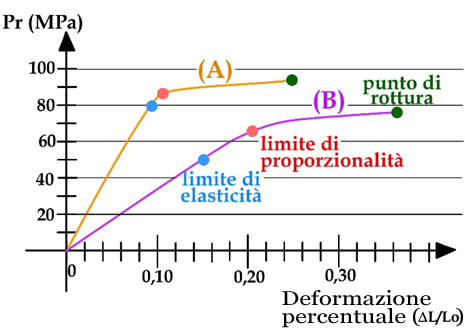 Pr (MPa)
100
(A)
punto di
rottura
80
(B)
60
limite di
proporzionalità
40
limite di
elasticità
20
0
0,10
0,20
0,30
Deformazione
percentuale (ΔL/Lo)